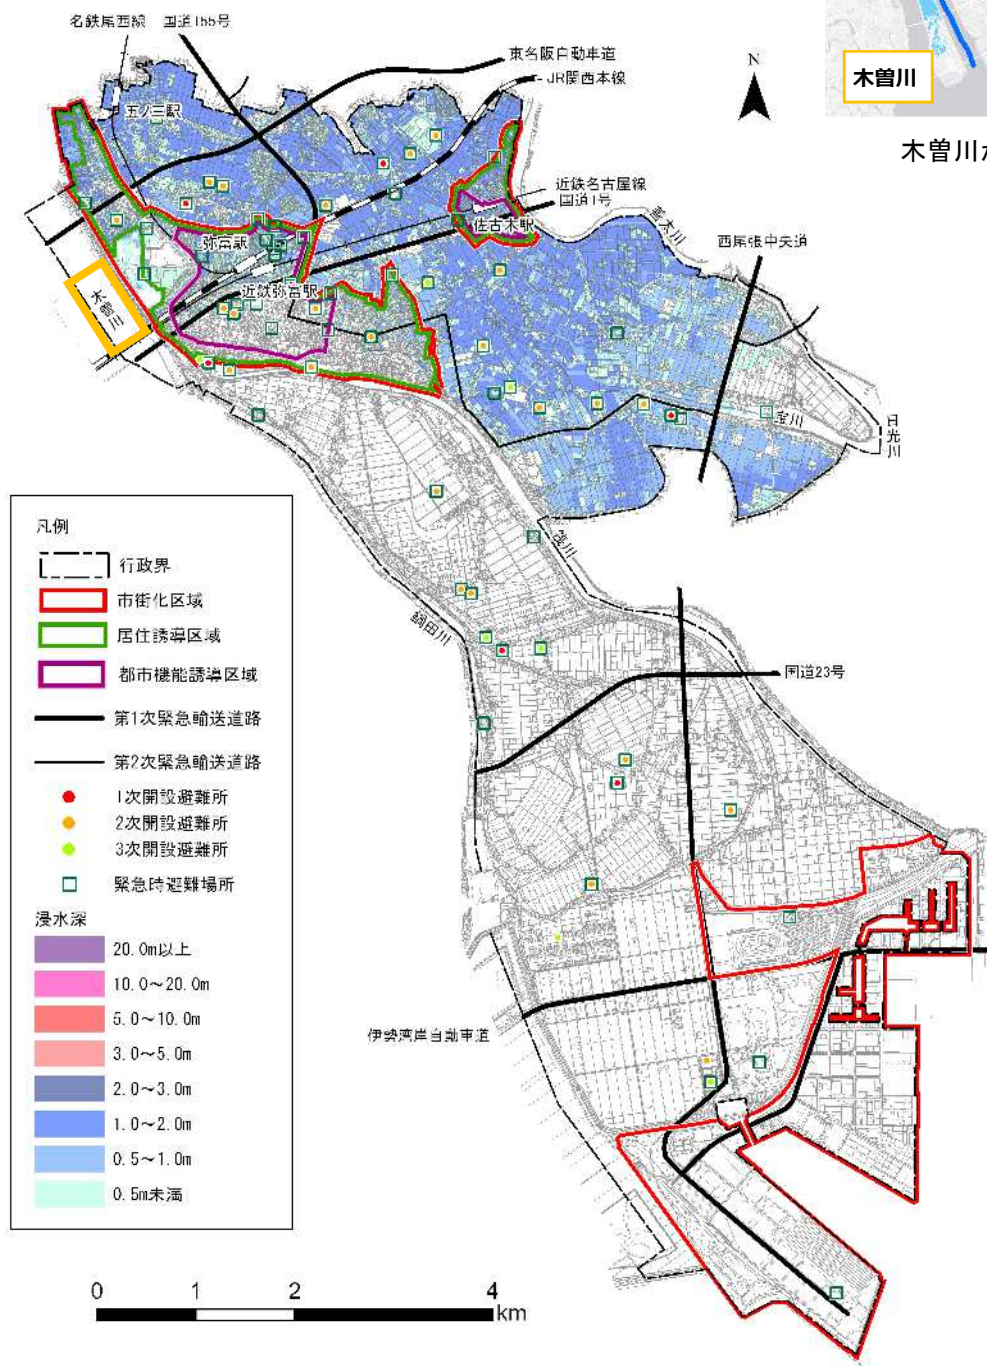 名鉄尾西線 国道155号
東名阪自動車道
JR関西本線
木曽川
木曽川が
N
五ノ三駅
近鉄名古屋線
国道1号
善太川
佐古木駅
西尾張中央道
弥富駅
近鉄弥富駅
木曽川
宝川
日光川
筏川
鍋田川
国道23号
伊勢湾岸自動車道
凡例
行政界
市街化区域
居住誘導区域
都市機能誘導区域
第1次緊急輸送道路
第2次緊急輸送道路
1次開設避難所
2次開設避難所
3次開設避難所
緊急時避難場所
浸水深
20.0m以上
10.0～20.0m
5.0～10.0m
3.0～5.0m
2.0～3.0m
1.0～2.0m
0.5～1.0m
0.5m未満
0 1 2 4
km